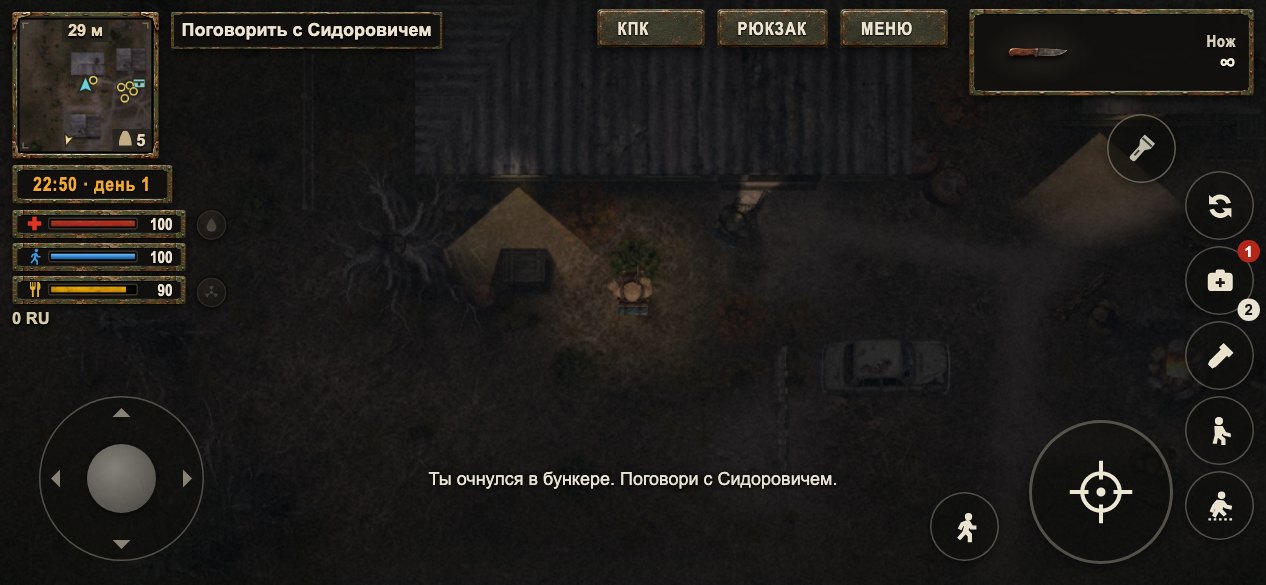 29 м
Поговорить с Сидоровичем
КПК
РЮКЗАК
МЕНЮ
Нож
∞
5
22:50 · день 1
100
100
90
0 RU
1
2
Ты очнулся в бункере. Поговори с Сидоровичем.